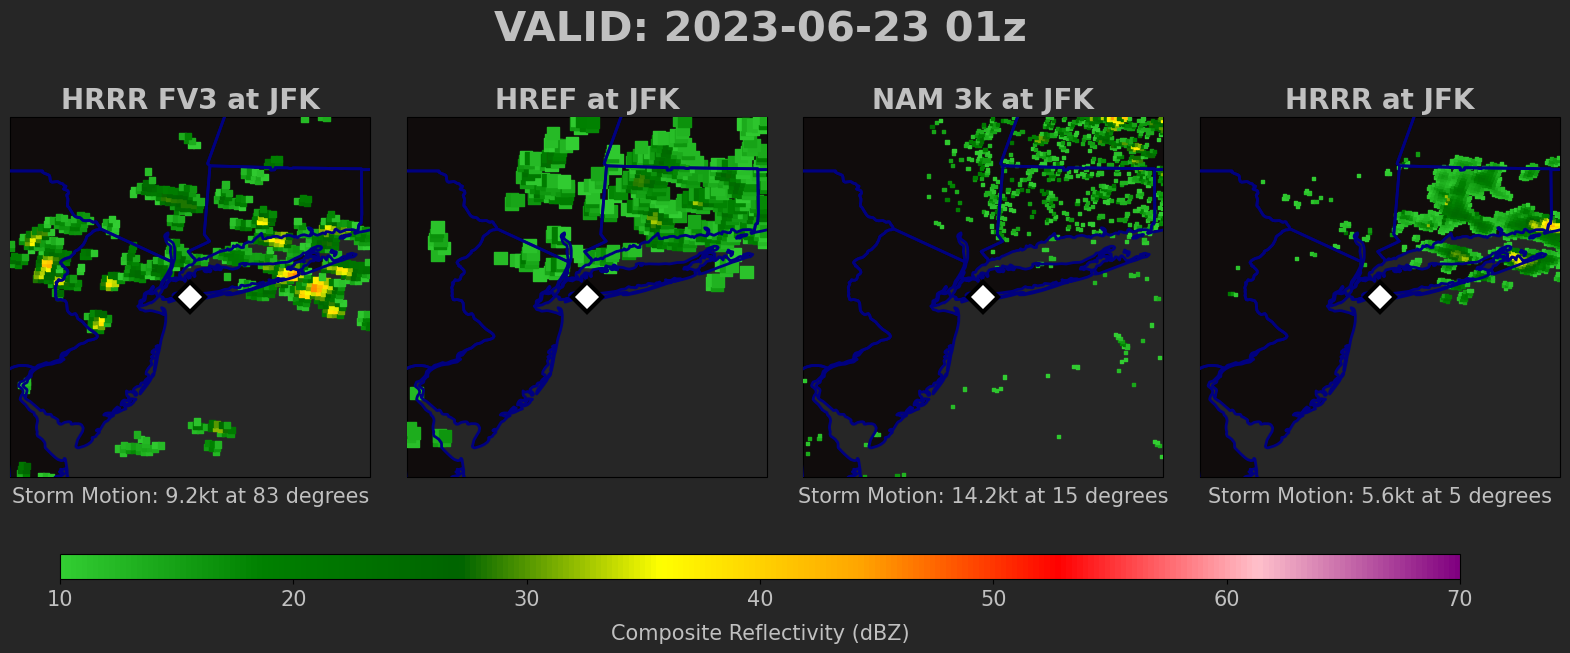 VALID: 2023-06-23 01z
HRRR FV3 at JFK
HREF at JFK
NAM 3k at JFK
HRRR at JFK
Storm Motion: 9.2kt at 83 degrees
Storm Motion: 14.2kt at 15 degrees
Storm Motion: 5.6kt at 5 degrees
10 20 30 40 50 60 70
Composite Reflectivity (dBZ)